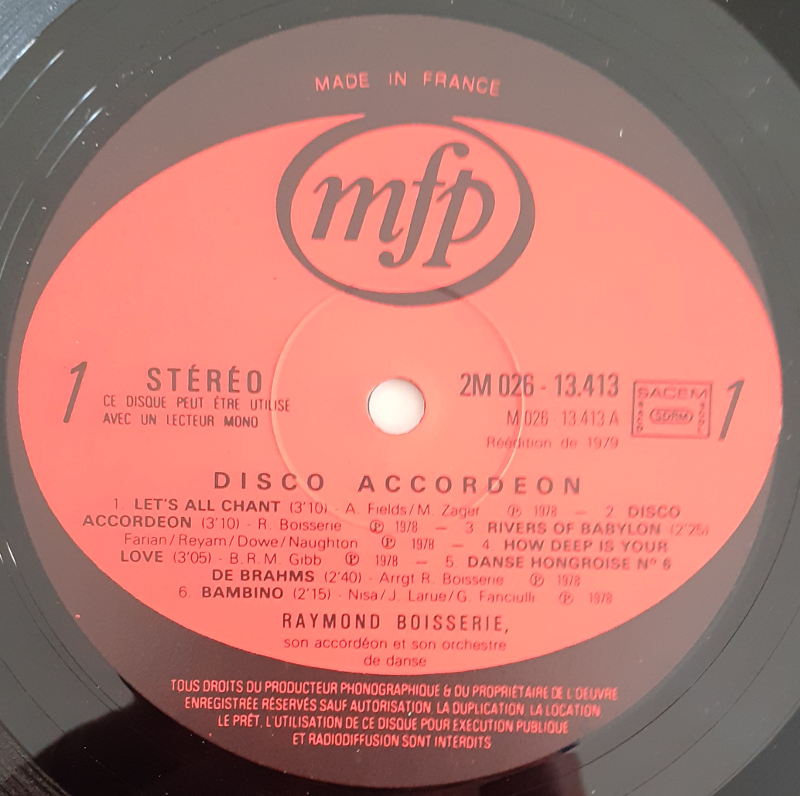 MADE IN FRANCE
mfp
1
STÉRÉO
CE DISQUE PEUT ÊTRE UTILISÉ
AVEC UN LECTEUR MONO
2M 026 - 13.413
M 026 - 13.413 A
Réédition de 1979
SACEM
SDRM
1
DISCO ACCORDEON
1. LET'S ALL CHANT (3'10) - A. Fields/M. Zager ℗ 1978 — 2 DISCO
ACCORDEON (3'10) - R. Boisserie ℗ 1978 — 3 RIVERS OF BABYLON (2'25)
Farian/Reyam/Dowe/Naughton ℗ 1978 — 4 HOW DEEP IS YOUR
LOVE (3'05) - B.R.M. Gibb ℗ 1978 — 5. DANSE HONGROISE N° 6
DE BRAHMS (2'40) - Arrgt R. Boisserie ℗ 1978
6. BAMBINO (2'15) - Nisa/J. Larue/G. Fanciulli ℗ 1978
RAYMOND BOISSERIE,
son accordéon et son orchestre
de danse
TOUS DROITS DU PRODUCTEUR PHONOGRAPHIQUE & DU PROPRIÉTAIRE DE L'OEUVRE
ENREGISTRÉE RÉSERVÉS SAUF AUTORISATION, LA DUPLICATION, LA LOCATION,
LE PRÊT, L'UTILISATION DE CE DISQUE POUR EXECUTION PUBLIQUE
ET RADIODIFFUSION SONT INTERDITS